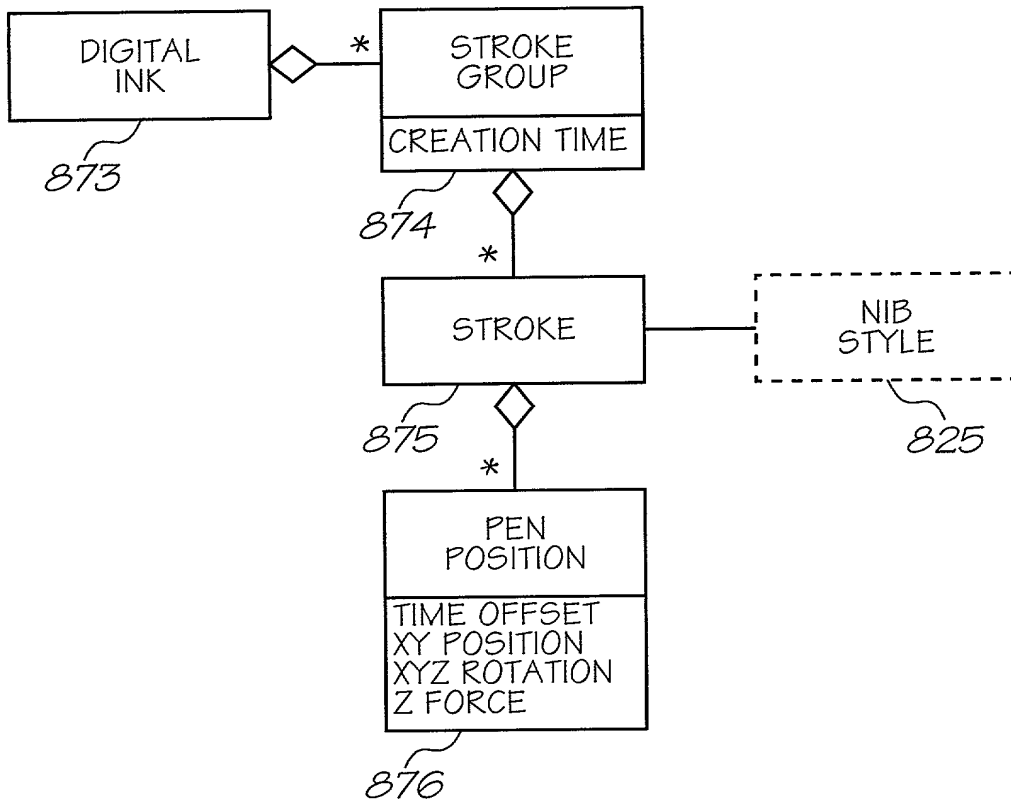 DIGITAL
INK
873
*
STROKE
GROUP
CREATION TIME
874
*
STROKE
875
NIB
STYLE
825
*
PEN
POSITION
TIME OFFSET
XY POSITION
XYZ ROTATION
Z FORCE
876